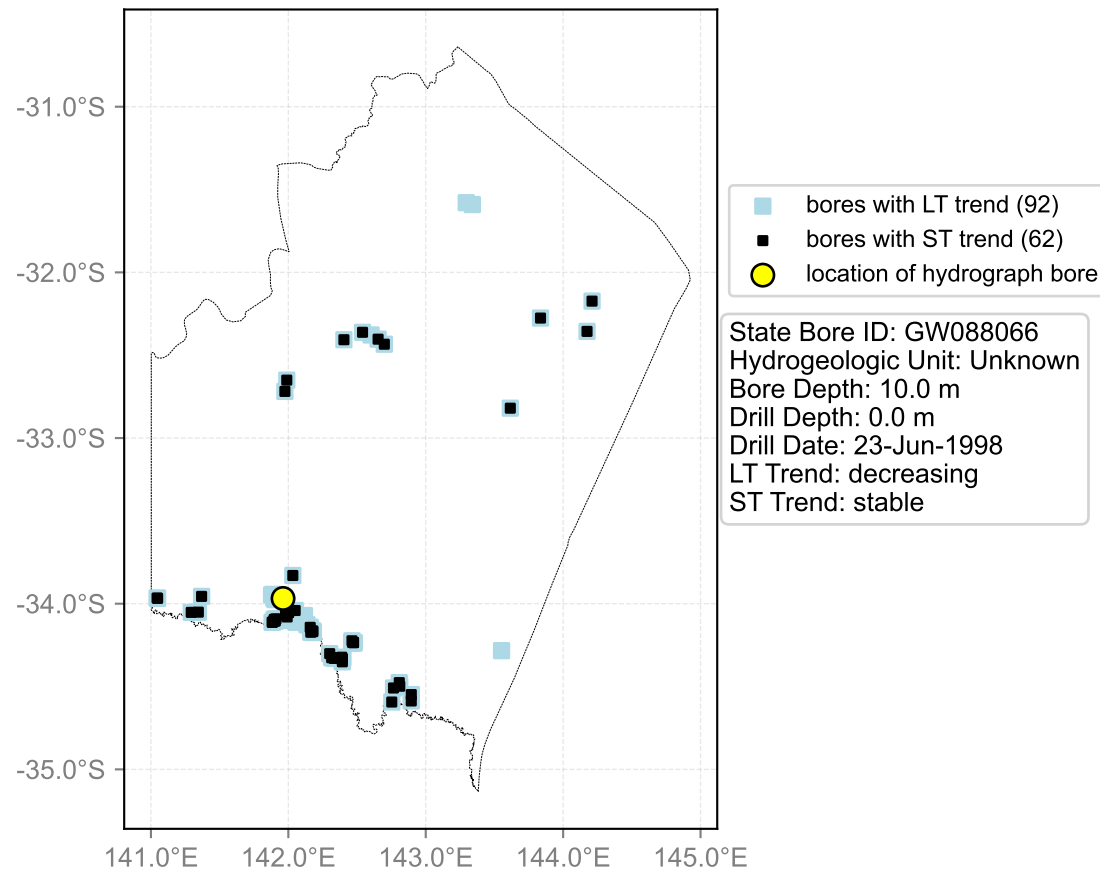 -31.0°S
-32.0°S
-33.0°S
-34.0°S
-35.0°S
141.0°E 142.0°E 143.0°E 144.0°E 145.0°E
bores with LT trend (92)
bores with ST trend (62)
location of hydrograph bore
State Bore ID: GW088066
Hydrogeologic Unit: Unknown
Bore Depth: 10.0 m
Drill Depth: 0.0 m
Drill Date: 23-Jun-1998
LT Trend: decreasing
ST Trend: stable